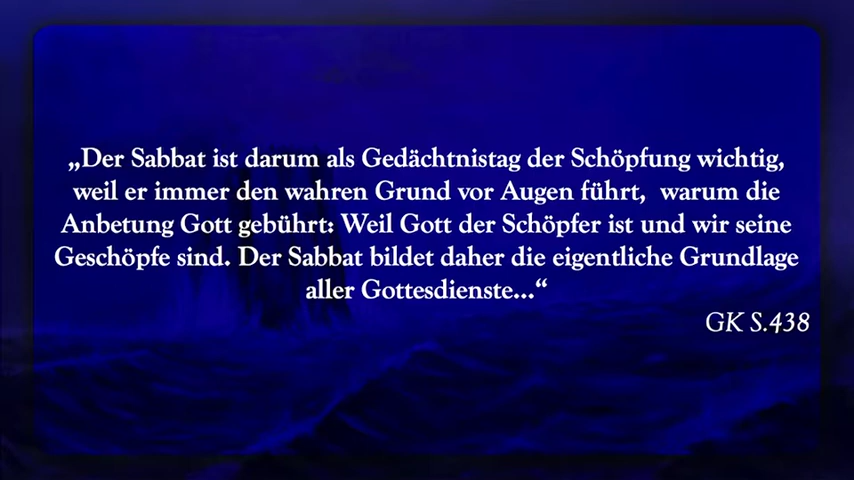 „Der Sabbat ist darum als Gedächtnistag der Schöpfung wichtig,
weil er immer den wahren Grund vor Augen führt, warum die
Anbetung Gott gebührt: Weil Gott der Schöpfer ist und wir seine
Geschöpfe sind. Der Sabbat bildet daher die eigentliche Grundlage
aller Gottesdienste...“
GK S.438